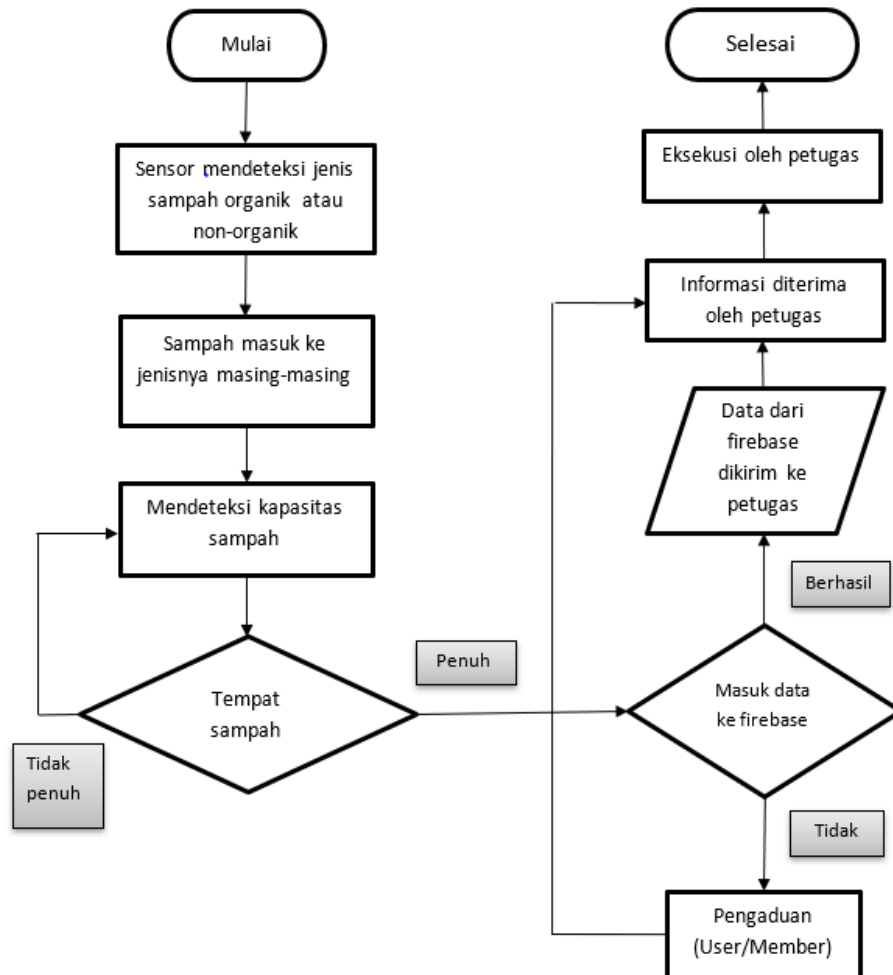 Mulai
Sensor mendeteksi jenis
sampah organik atau
non-organik
Sampah masuk ke
jenisnya masing-masing
Mendeteksi kapasitas
sampah
Tempat
sampah
Tidak
penuh
Penuh
Masuk data
ke firebase
Tidak
Pengaduan
(User/Member)
Berhasil
Data dari
firebase
dikirim ke
petugas
Informasi diterima
oleh petugas
Eksekusi oleh petugas
Selesai